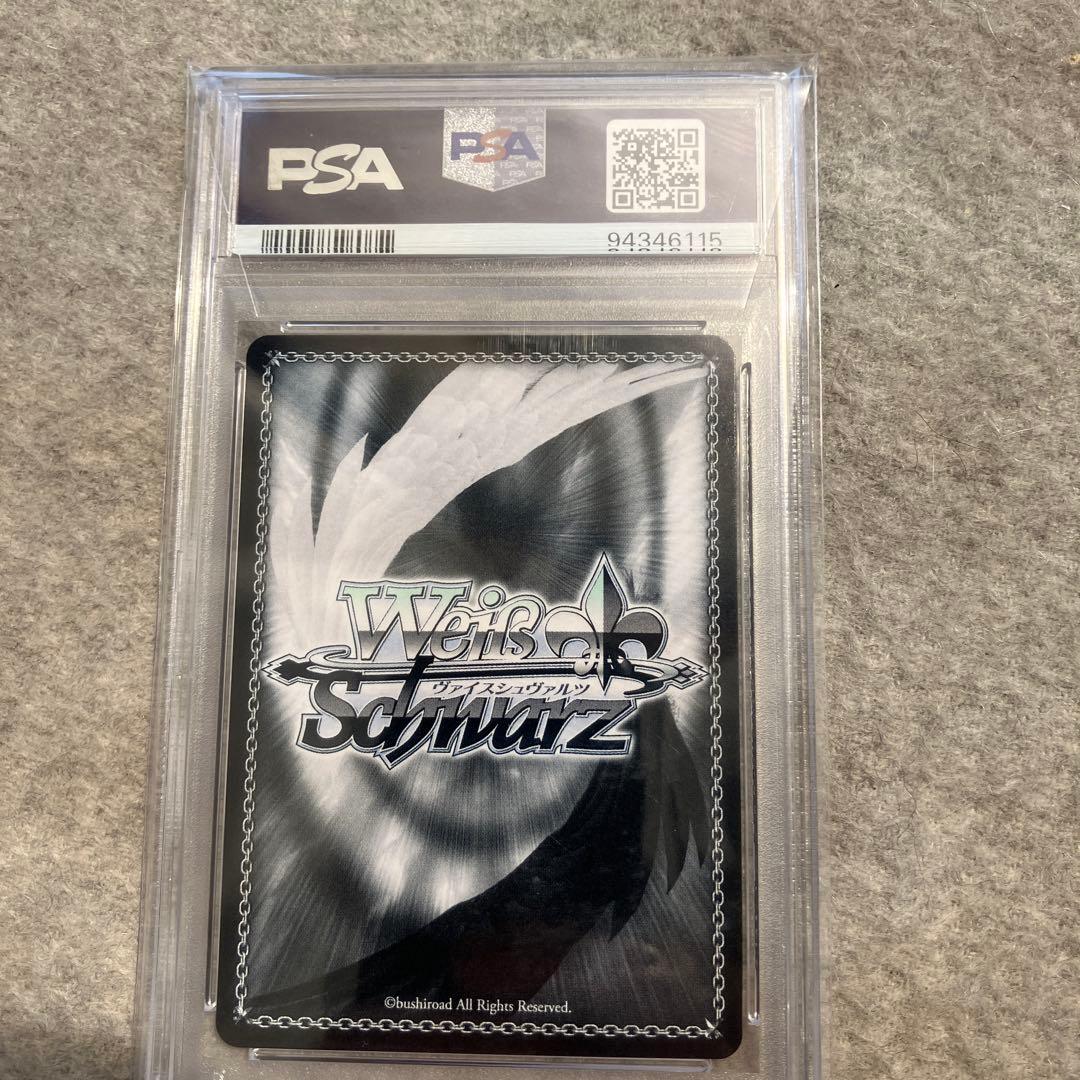 PSA
PSA
94346115
Weiß
ヴァイスシュヴァルツ
Schwarz
©bushiroad All Rights Reserved.